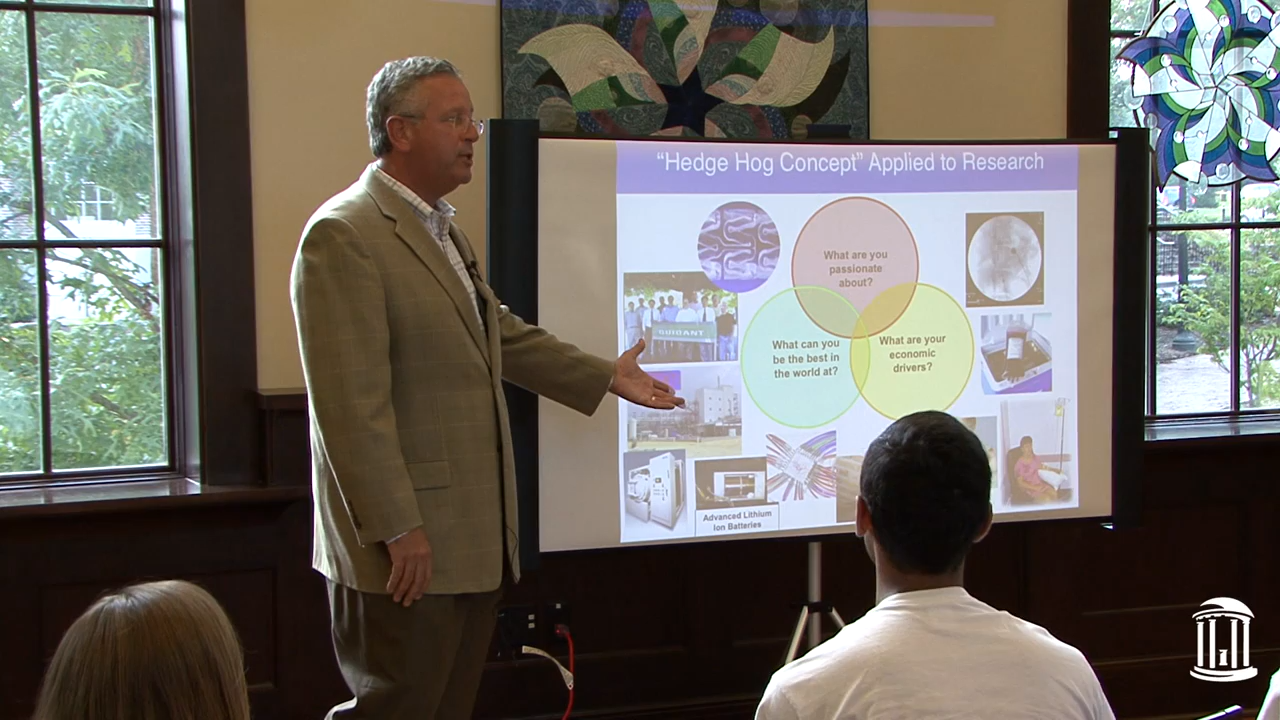 “Hedge Hog Concept” Applied to Research
What are you
passionate
about?
What can you
be the best in
the world at?
What are your
economic
drivers?
GUIDANT
Advanced Lithium
Ion Batteries